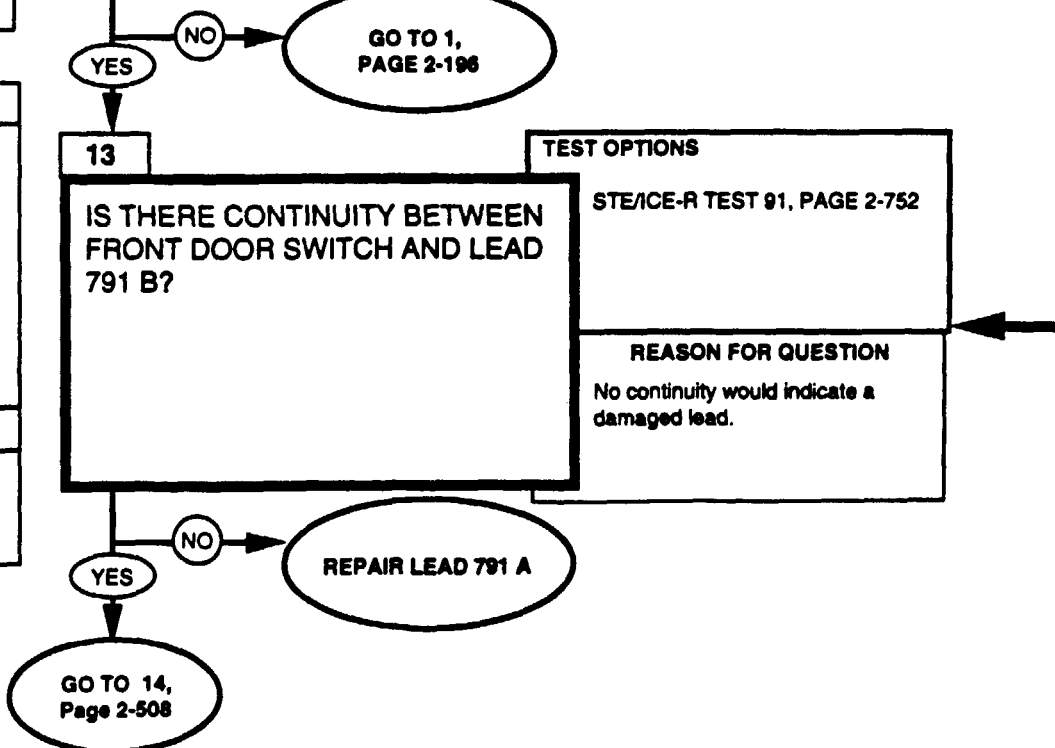 NO
GO TO 1,
PAGE 2-196
YES
13
IS THERE CONTINUITY BETWEEN
FRONT DOOR SWITCH AND LEAD
791 B?
TEST OPTIONS
STE/ICE-R TEST 91, PAGE 2-752
REASON FOR QUESTION
No continuity would indicate a
damaged lead.
NO
REPAIR LEAD 791 A
YES
GO TO 14,
Page 2-508